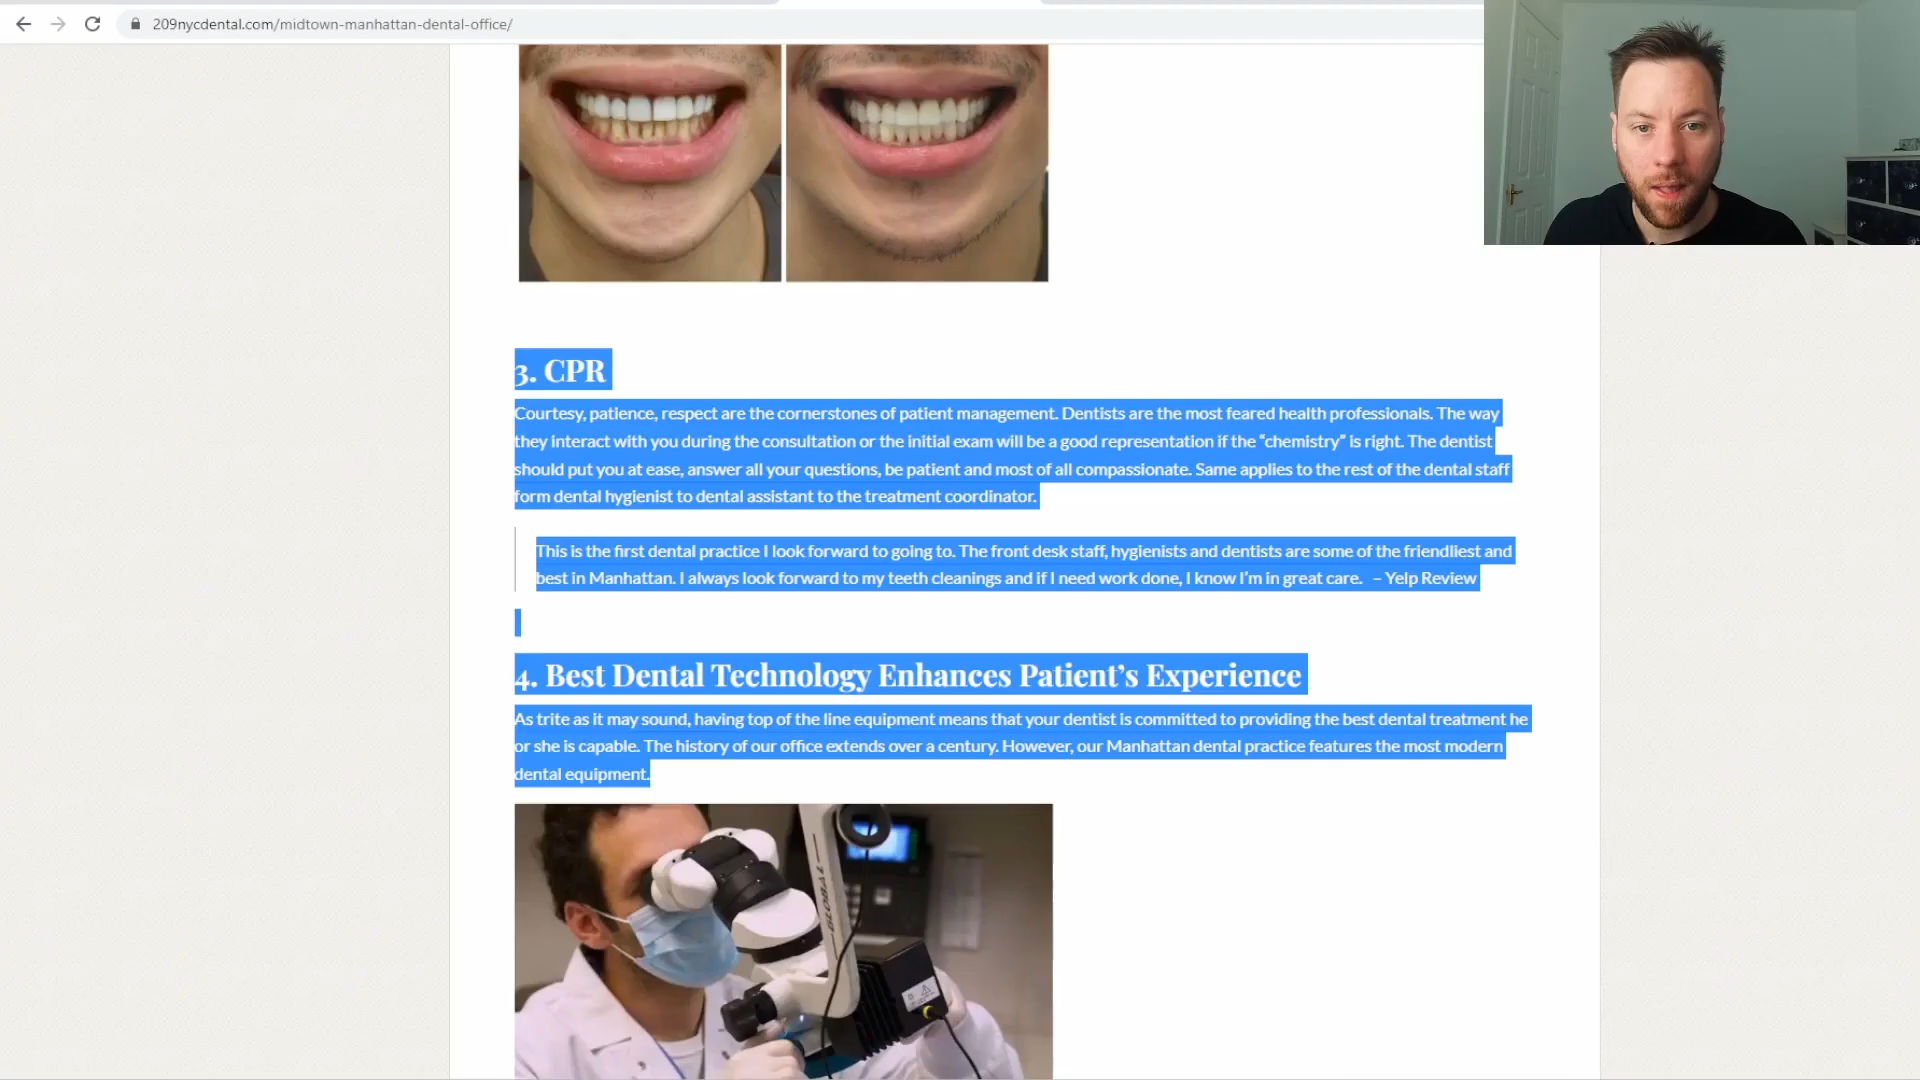 209nycdental.com/midtown-manhattan-dental-office/
3. CPR
Courtesy, patience, respect are the cornerstones of patient management. Dentists are the most feared health professionals. The way
they interact with you during the consultation or the initial exam will be a good representation if the “chemistry” is right. The dentist
should put you at ease, answer all your questions, be patient and most of all compassionate. Same applies to the rest of the dental staff
form dental hygienist to dental assistant to the treatment coordinator.
This is the first dental practice I look forward to going to. The front desk staff, hygienists and dentists are some of the friendliest and
best in Manhattan. I always look forward to my teeth cleanings and if I need work done, I know I’m in great care. – Yelp Review
4. Best Dental Technology Enhances Patient’s Experience
As trite as it may sound, having top of the line equipment means that your dentist is committed to providing the best dental treatment he
or she is capable. The history of our office extends over a century. However, our Manhattan dental practice features the most modern
dental equipment.
GLOBAL